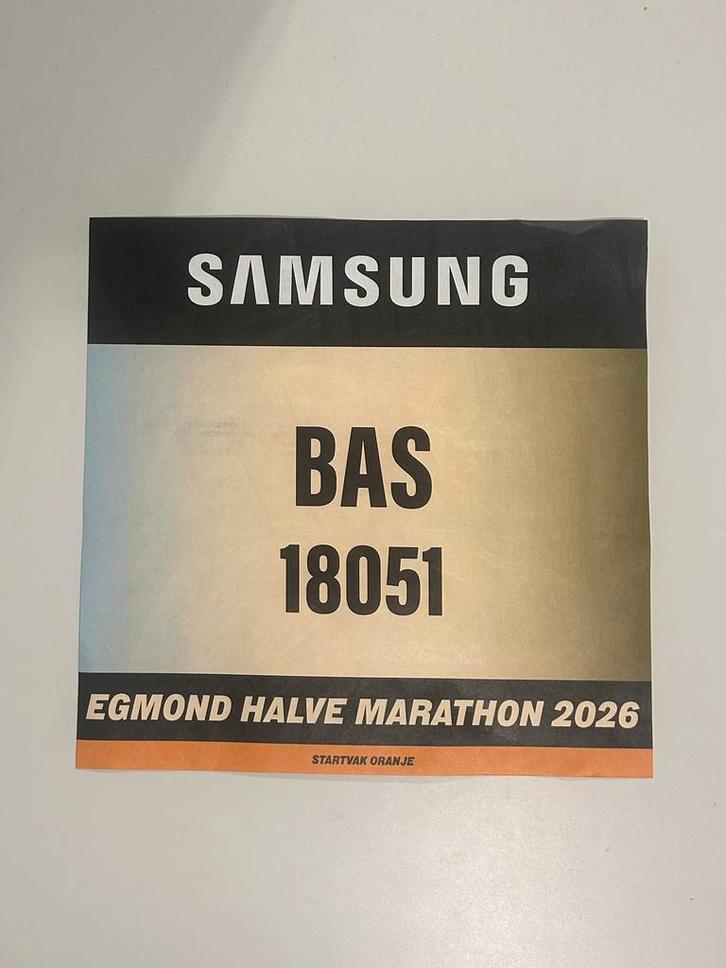 SAMSUNG
BAS
18051
EGMOND HALVE MARATHON 2026
STARTVAK ORANJE